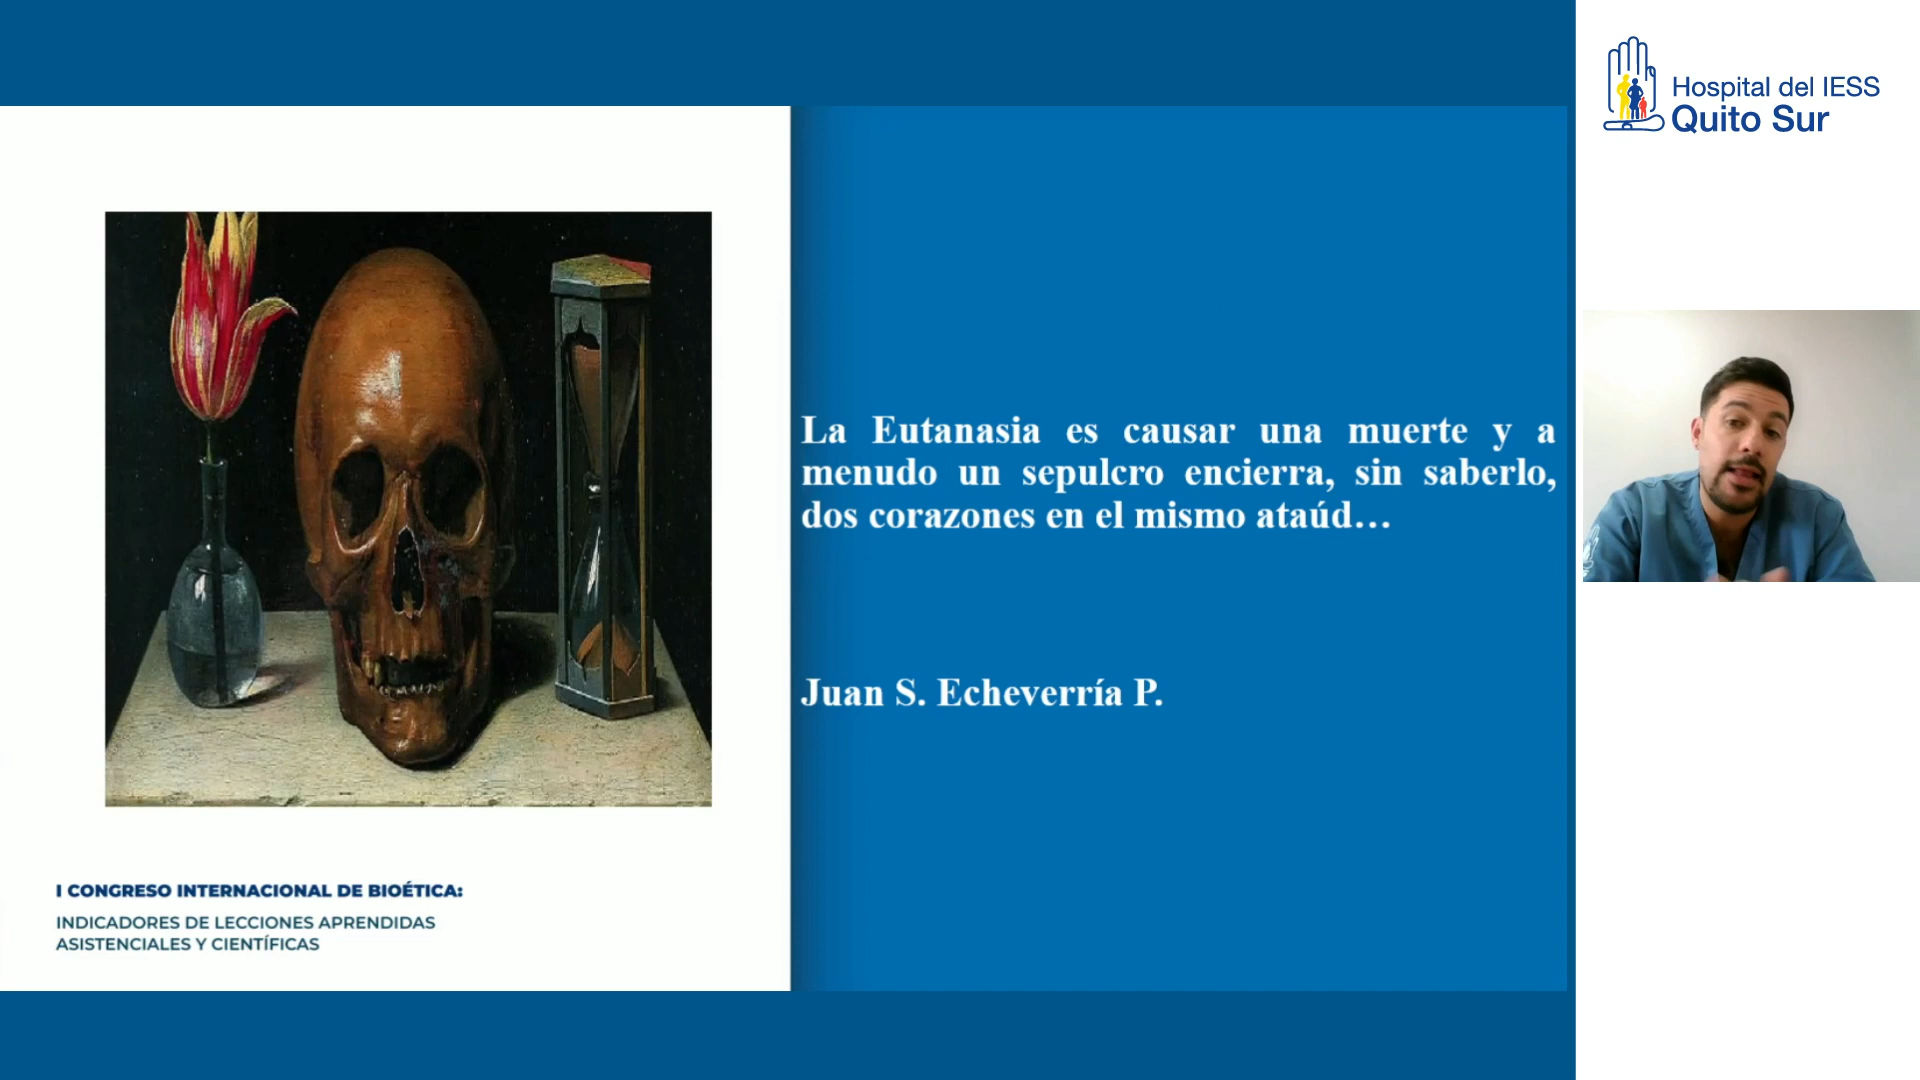 Hospital del IESS
Quito Sur
La Eutanasia es causar una muerte y a
menudo un sepulcro encierra, sin saberlo,
dos corazones en el mismo ataúd…
Juan S. Echeverría P.
I CONGRESO INTERNACIONAL DE BIOÉTICA:
INDICADORES DE LECCIONES APRENDIDAS
ASISTENCIALES Y CIENTÍFICAS